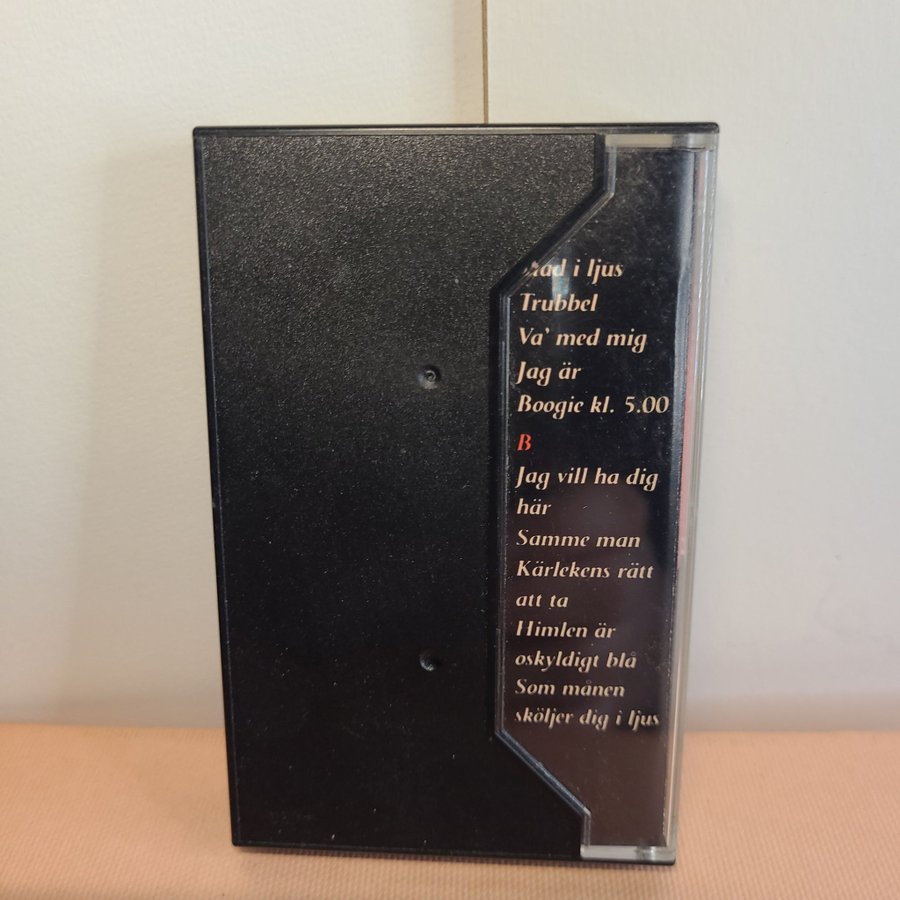 i ljus
Trubbel
Va' med mig
Jag är
Boogie kl. 5.00
B
Jag vill ha dig
här
Samme man
Kärlekens rätt
att ta
Himlen är
oskyldigt blå
Som månen
sköljer dig i ljus